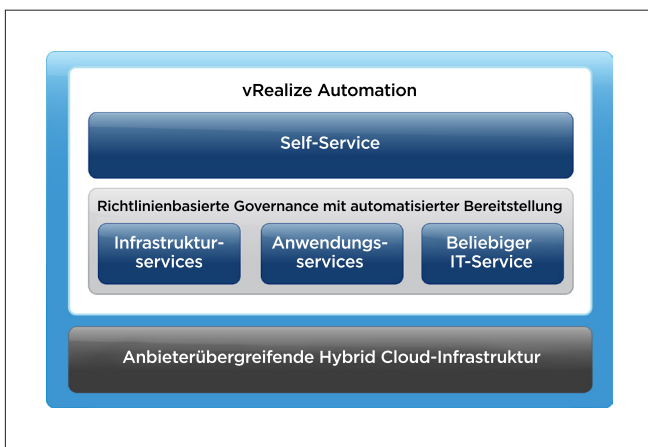 vRealize Automation
Self-Service
Richtlinienbasierte Governance mit automatisierter Bereitstellung
Infrastruktur-
services
Anwendungs-
services
Beliebiger
IT-Service
Anbieterübergreifende Hybrid Cloud-Infrastruktur